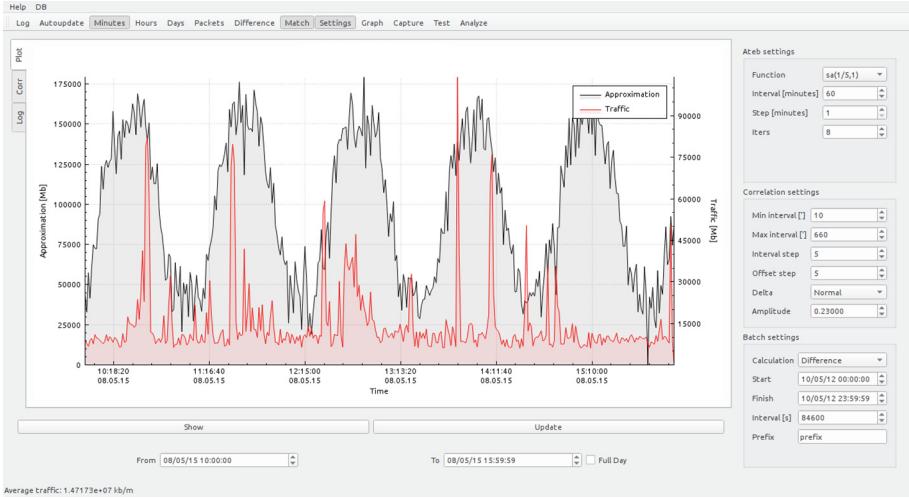 Help DB
Log Autoupdate Minutes Hours Days Packets Difference Match Settings Graph Capture Test Analyze
Plot
Corr
Log
Approximation [Mb]
175000
150000
125000
100000
75000
50000
25000
0
Approximation
Traffic
90000
75000
60000
45000
30000
15000
Traffic [Mb]
10:18:20 11:16:40 12:15:00 13:13:20 14:11:40 15:10:00
08.05.15 08.05.15 08.05.15 08.05.15 08.05.15 08.05.15
Time
Show Update
From 08/05/15 10:00:00 To 08/05/15 15:59:59 Full Day
Average traffic: 1.47173e+07 kb/m
Ateb settings
Function sa(1/5,1)
Interval [minutes] 60
Step [minutes] 1
Iters 8
Correlation settings
Min interval ['] 10
Max interval ['] 660
Interval step 5
Offset step 5
Delta Normal
Amplitude 0.23000
Batch settings
Calculation Difference
Start 10/05/12 00:00:00
Finish 10/05/12 23:59:59
Interval [s] 84600
Prefix prefix